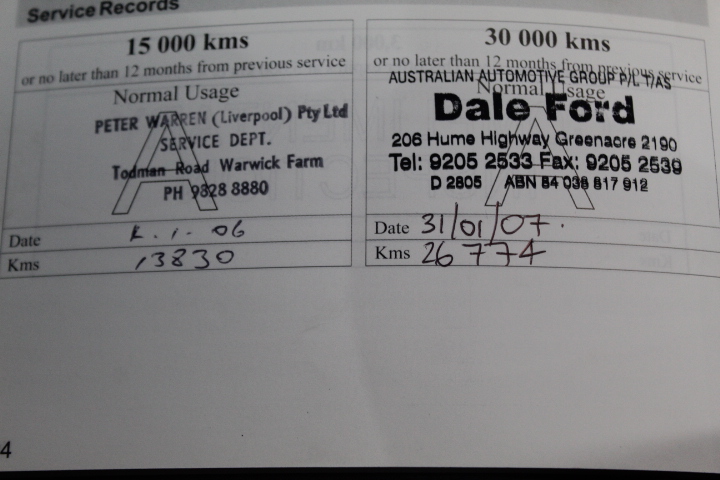 Service Records
15 000 kms
or no later than 12 months from previous service
Normal Usage
A
PETER WARREN (Liverpool) Pty Ltd
SERVICE DEPT.
Todman Road Warwick Farm
PH 9828 8880
Date 1. 06
Kms 13830
30 000 kms
or no later than 12 months from previous service
Normal Usage
A
AUSTRALIAN AUTOMOTIVE GROUP P/L T/AS
Dale Ford
206 Hume Highway Greenacre 2190
Tel: 9205 2533 Fax: 9205 2539
D 2805 ABN 84 038 817 912
Date 31/01/07.
Kms 26774
4